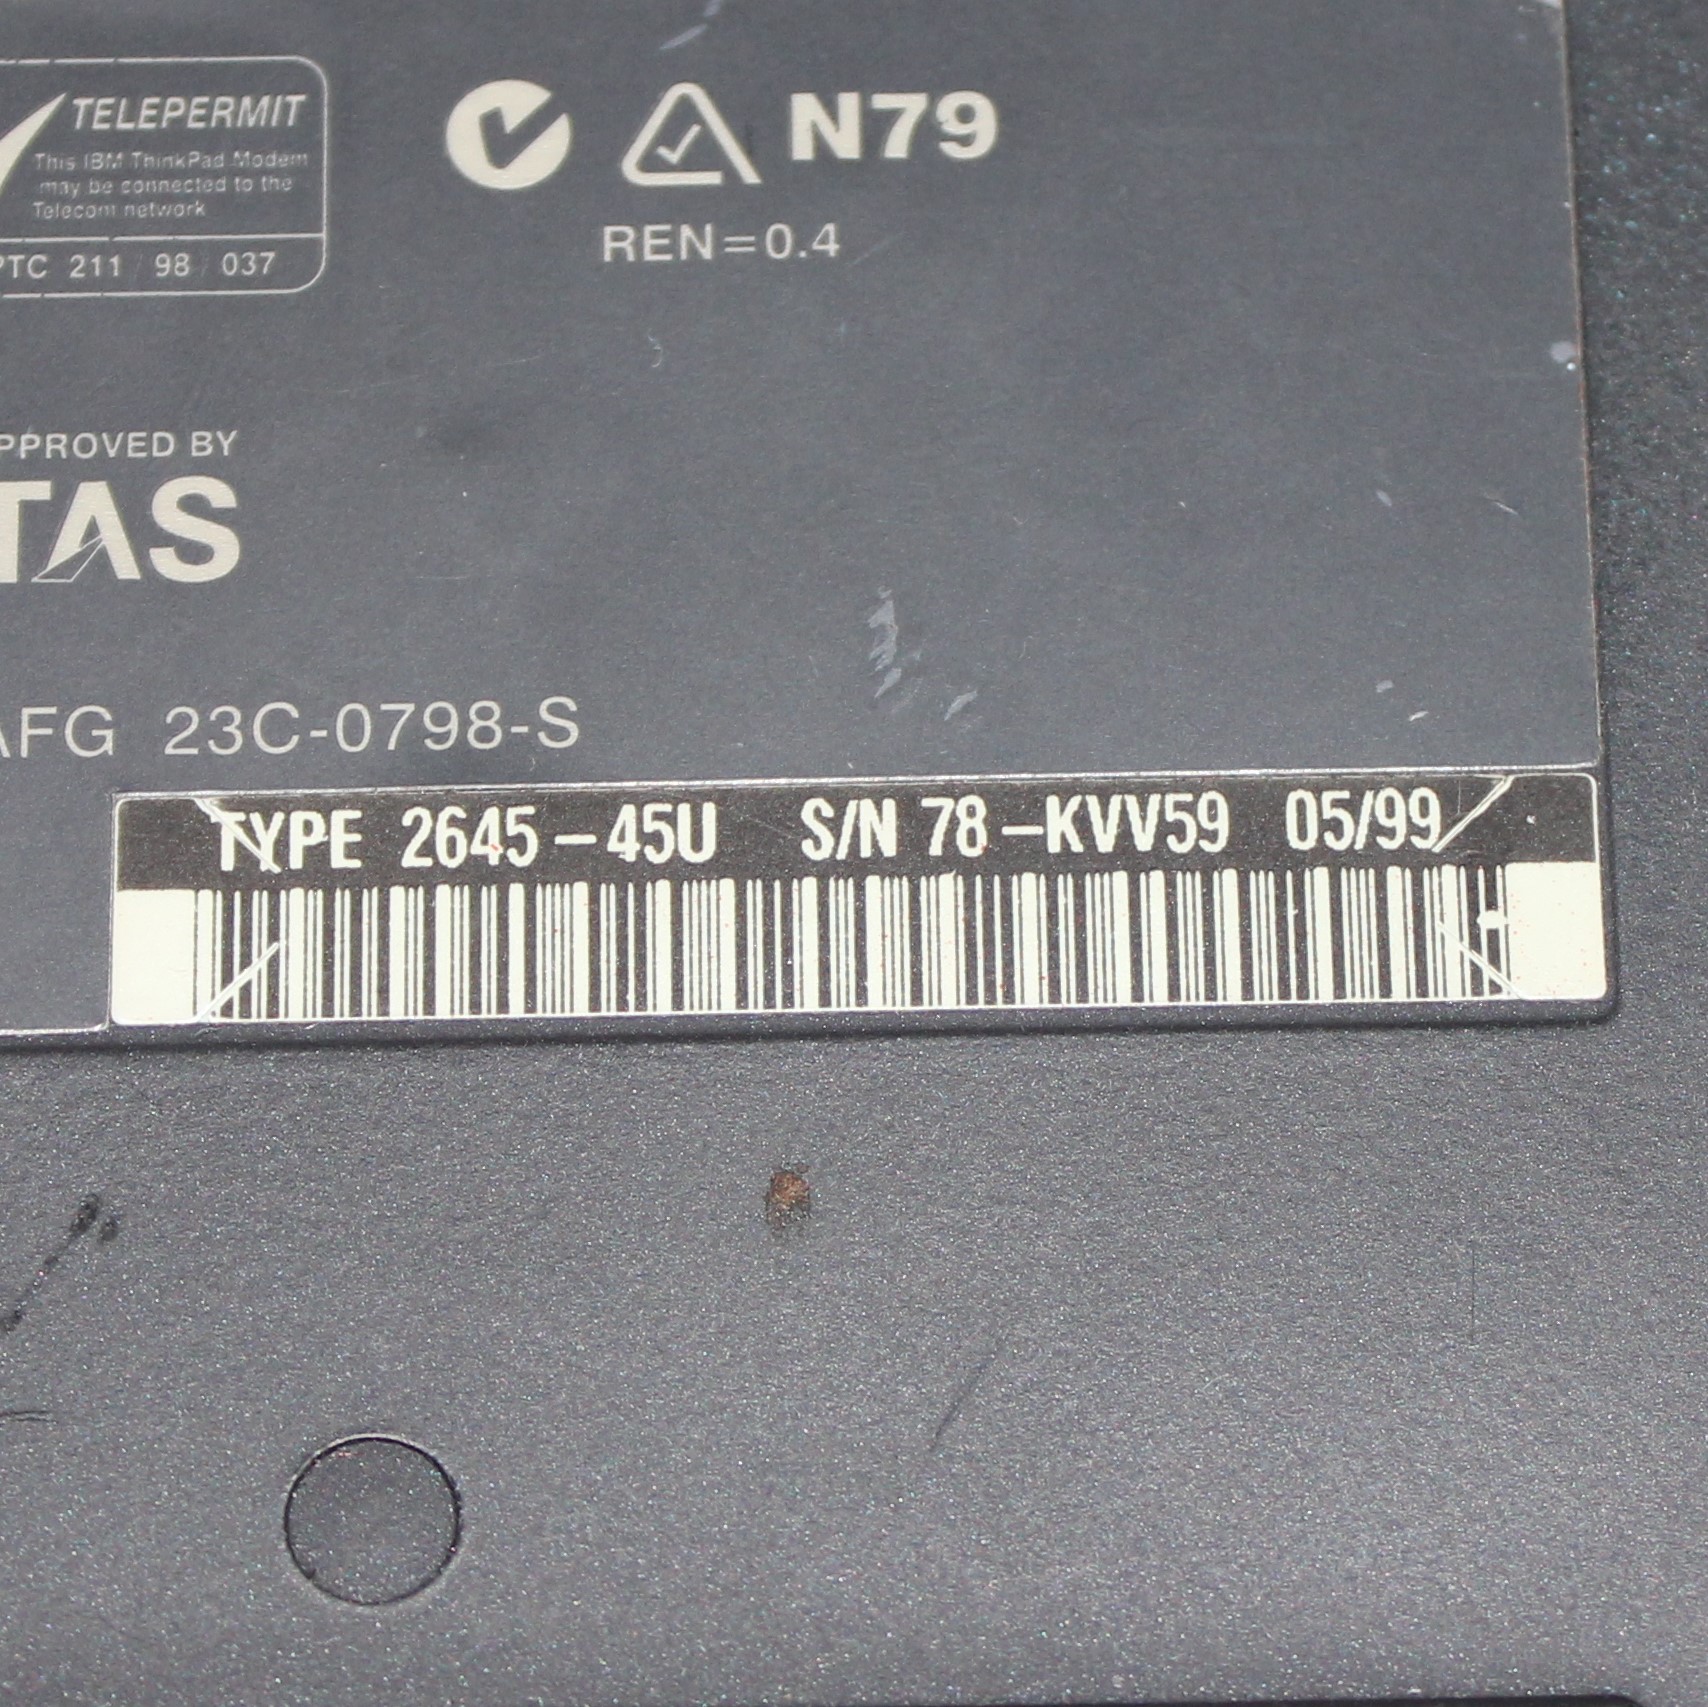 TELEPERMIT
This IBM ThinkPad Modem
may be connected to the
Telecom network
PTC 211 / 98 / 037
N79
REN=0.4
APPROVED BY
TAS
AFG 23C-0798-S
TYPE 2645-45U S/N 78-KVV59 05/99